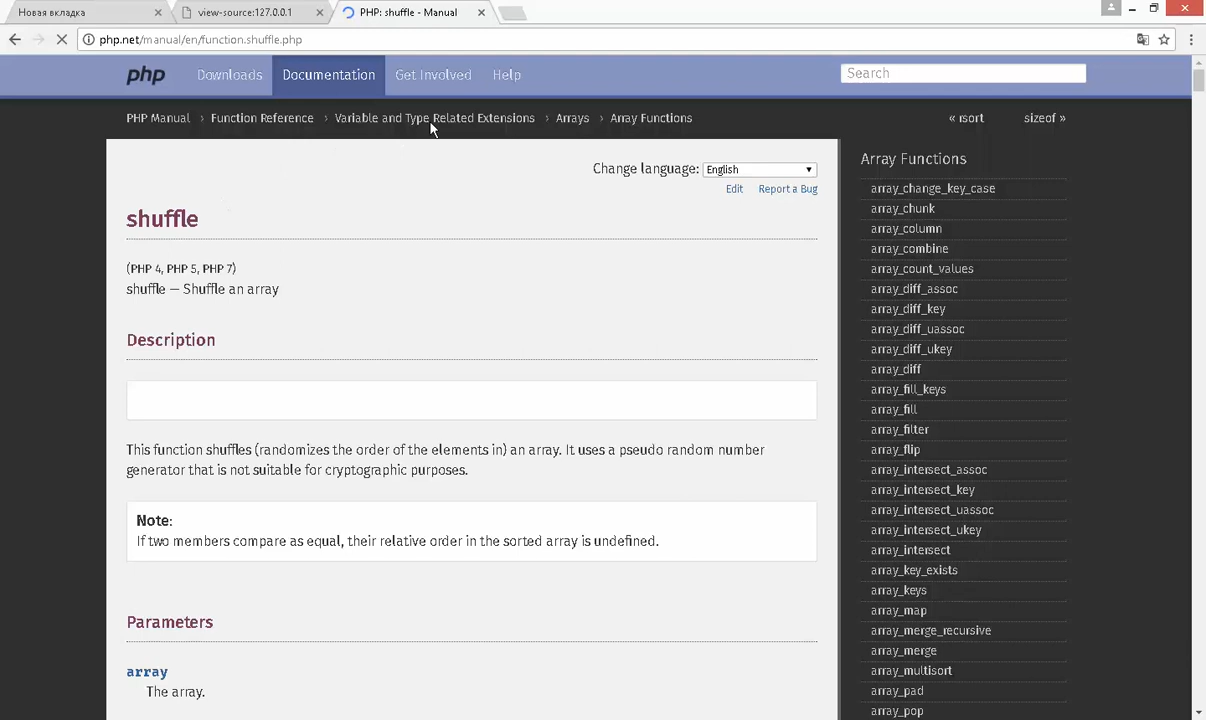 Новая вкладка
view-source:127.0.0.1
PHP: shuffle - Manual
php.net/manual/en/function.shuffle.php
php
Downloads
Documentation
Get Involved
Help
Search
PHP Manual › Function Reference › Variable and Type Related Extensions › Arrays › Array Functions
« rsort
sizeof »
Change language: English
Edit
Report a Bug
shuffle
(PHP 4, PHP 5, PHP 7)
shuffle — Shuffle an array
Description
This function shuffles (randomizes the order of the elements in) an array. It uses a pseudo random number
generator that is not suitable for cryptographic purposes.
Note:
If two members compare as equal, their relative order in the sorted array is undefined.
Parameters
array
The array.
Array Functions
array_change_key_case
array_chunk
array_column
array_combine
array_count_values
array_diff_assoc
array_diff_key
array_diff_uassoc
array_diff_ukey
array_diff
array_fill_keys
array_fill
array_filter
array_flip
array_intersect_assoc
array_intersect_key
array_intersect_uassoc
array_intersect_ukey
array_intersect
array_key_exists
array_keys
array_map
array_merge_recursive
array_merge
array_multisort
array_pad
array_pop